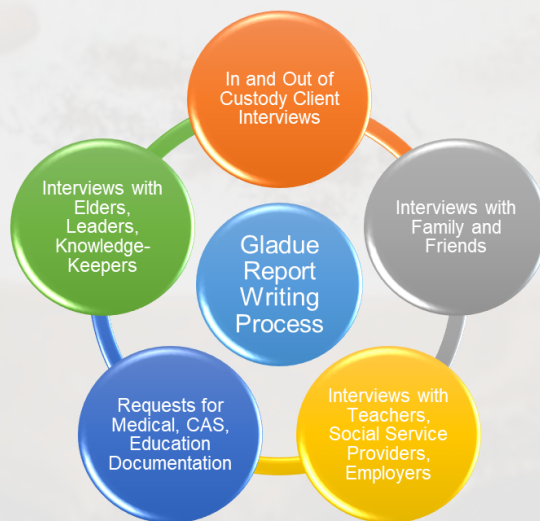 In and Out of
Custody Client
Interviews
Interviews with
Family and
Friends
Interviews with
Teachers,
Social Service
Providers,
Employers
Requests for
Medical, CAS,
Education
Documentation
Interviews with
Elders,
Leaders,
Knowledge-
Keepers
Gladue
Report
Writing
Process